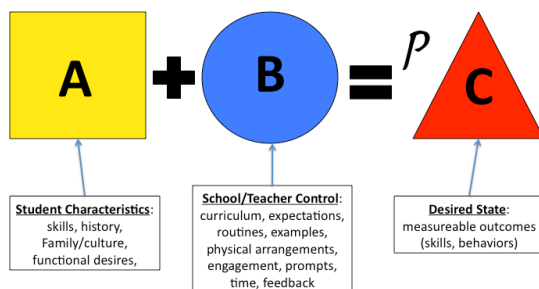 A + B = p C
Student Characteristics:
skills, history,
Family/culture,
functional desires,
School/Teacher Control:
curriculum, expectations,
routines, examples,
physical arrangements,
engagement, prompts,
time, feedback
Desired State:
measureable outcomes
(skills, behaviors)